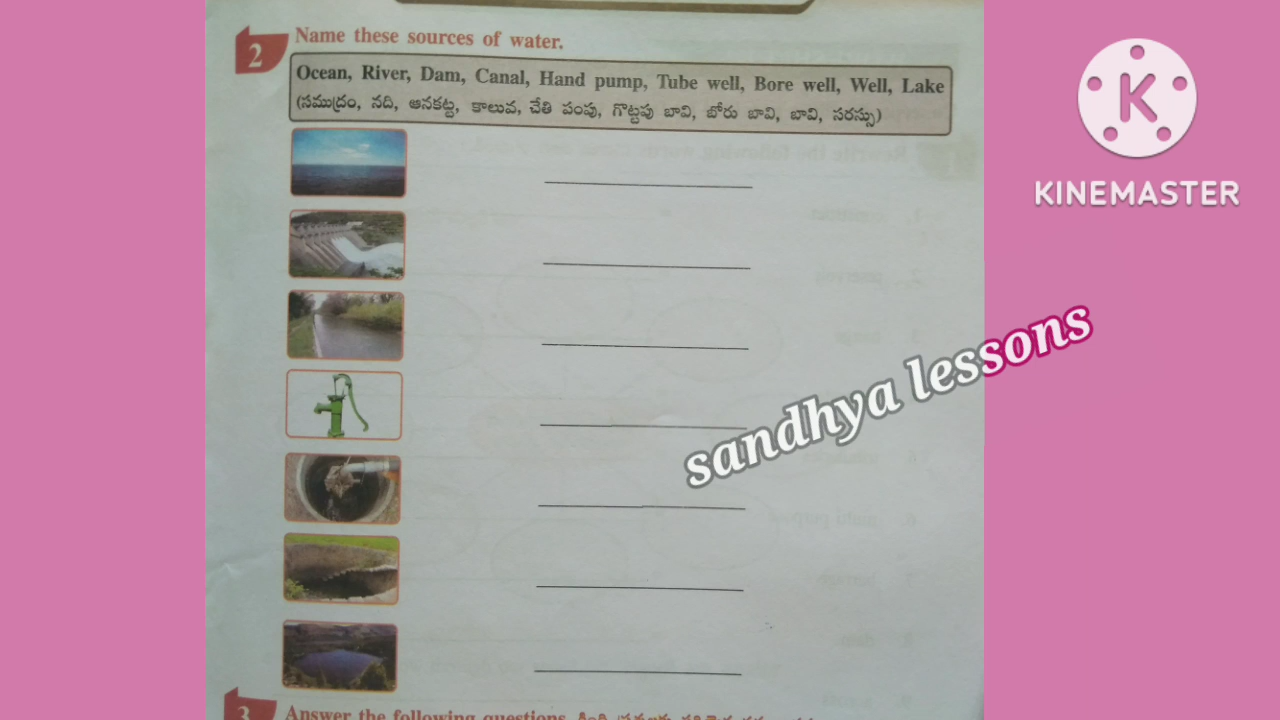 2 Name these sources of water.
Ocean, River, Dam, Canal, Hand pump, Tube well, Bore well, Well, Lake
(సముద్రం, నది, ఆనకట్ట, కాలువ, చేతి పంపు, గొట్టపు బావి, బోరు బావి, బావి, సరస్సు)
K
KINEMASTER
sandhya lessons
3 Answer the following questions.